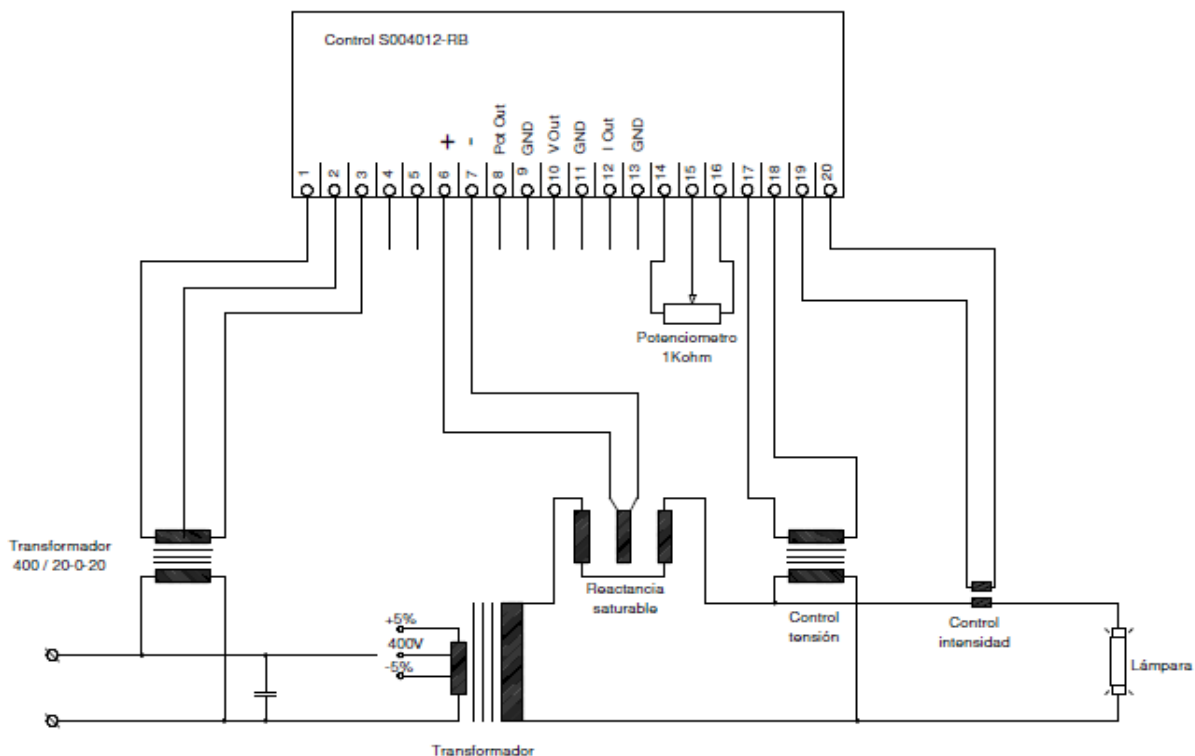 Control S004012-RB
+
-
Pot Out
GND
V Out
GND
I Out
GND
1
2
3
4
5
6
7
8
9
10
11
12
13
14
15
16
17
18
19
20
Potenciometro
1Kohm
Transformador
400 / 20-0-20
Reactancia
saturable
Control
tensión
Control
intensidad
+5%
400V
-5%
Lámpara
Transformador